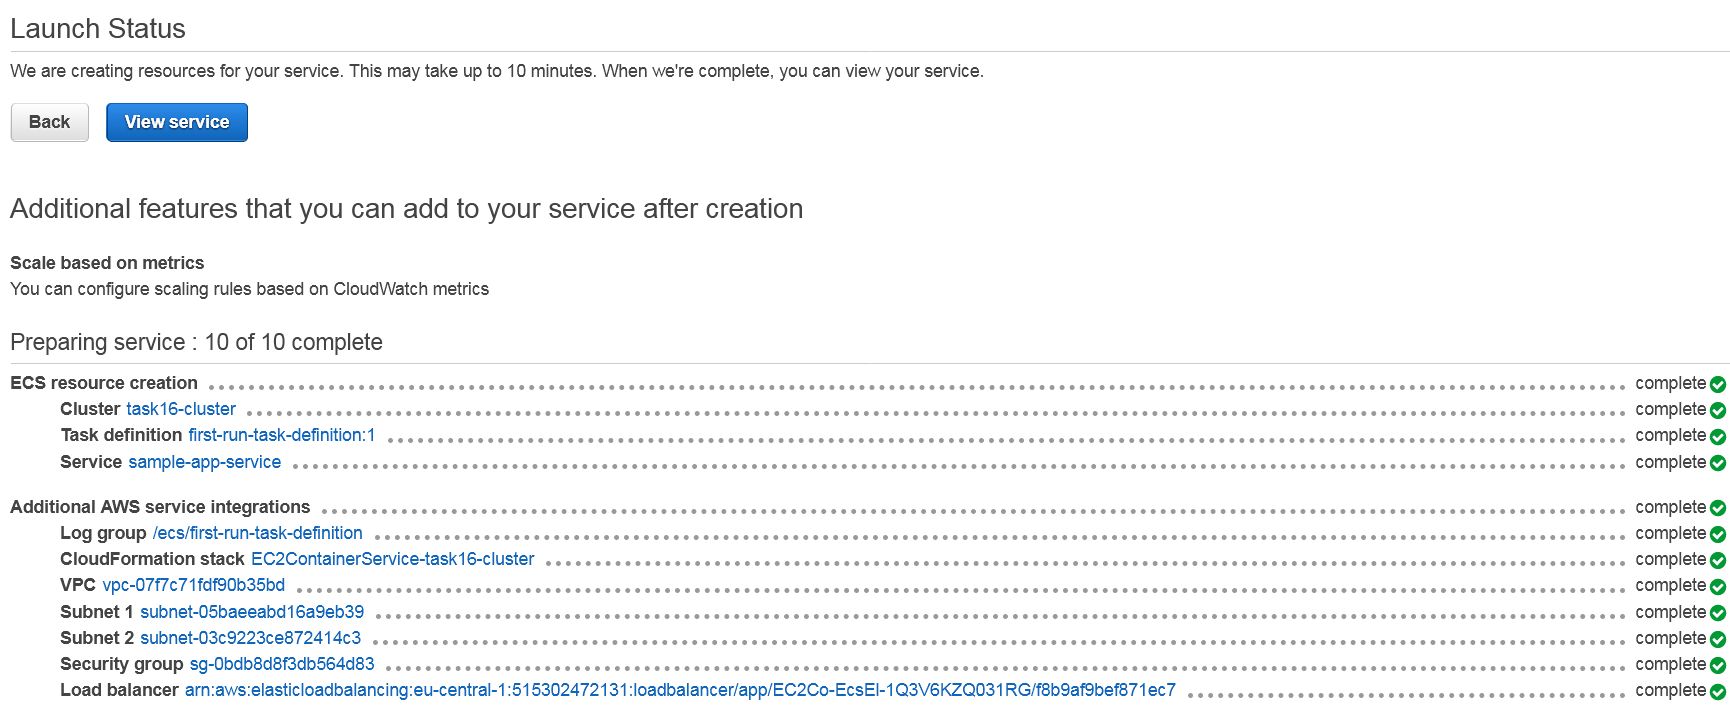 Launch Status
We are creating resources for your service. This may take up to 10 minutes. When we're complete, you can view your service.
Back View service
Additional features that you can add to your service after creation
Scale based on metrics
You can configure scaling rules based on CloudWatch metrics
Preparing service : 10 of 10 complete
ECS resource creation complete
Cluster task16-cluster complete
Task definition first-run-task-definition:1 complete
Service sample-app-service complete
Additional AWS service integrations complete
Log group /ecs/first-run-task-definition complete
CloudFormation stack EC2ContainerService-task16-cluster complete
VPC vpc-07f7c71fdf90b35bd complete
Subnet 1 subnet-05baeeabd16a9eb39 complete
Subnet 2 subnet-03c9223ce872414c3 complete
Security group sg-0bdb8d8f3db564d83 complete
Load balancer arn:aws:elasticloadbalancing:eu-central-1:515302472131:loadbalancer/app/EC2Co-EcsEl-1Q3V6KZQ031RG/f8b9af9bef871ec7 complete